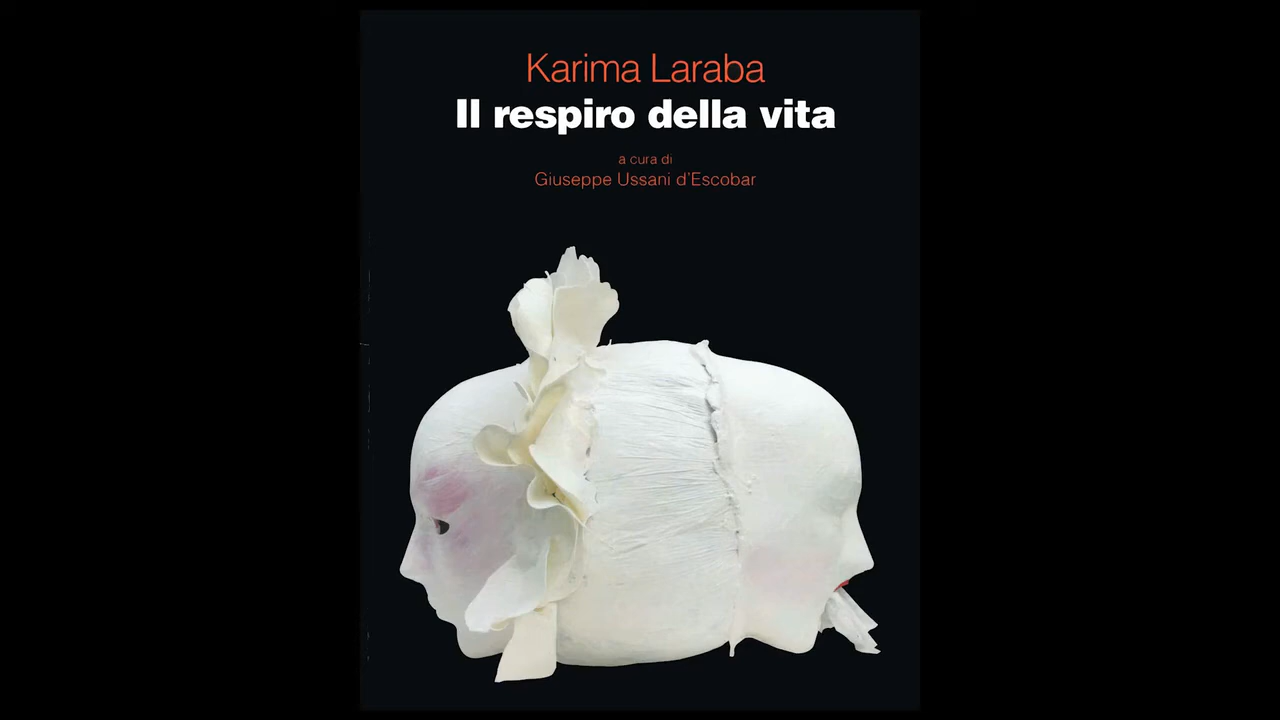 Karima Laraba
Il respiro della vita
a cura di
Giuseppe Ussani d'Escobar